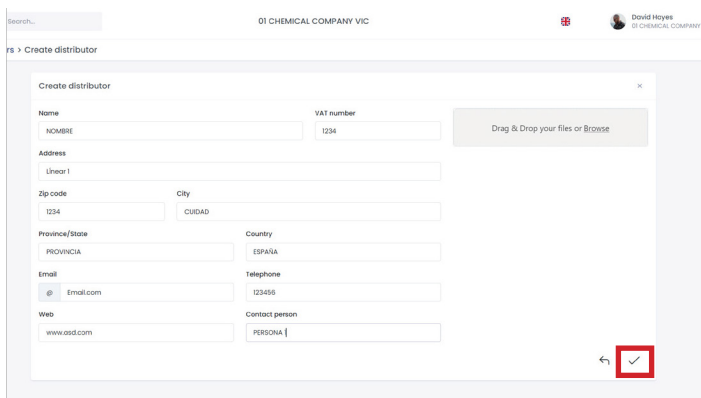 Search...
01 CHEMICAL COMPANY VIC
David Hayes
01 CHEMICAL COMPANY
rs > Create distributor
Create distributor
Name
VAT number
NOMBRE
1234
Drag & Drop your files or Browse
Address
Linear 1
Zip code
City
1234
CUIDAD
Province/State
Country
PROVINCIA
ESPAÑA
Email
Telephone
@ Email.com
123456
Web
Contact person
www.asd.com
PERSONA 1